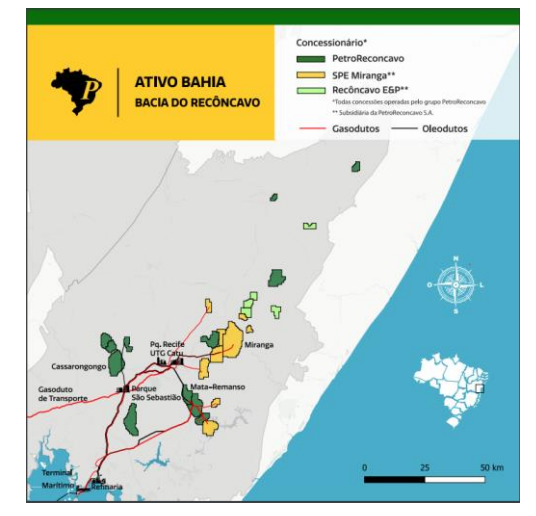 ATIVO BAHIA
BACIA DO RECÔNCAVO
P
Concessionário*
PetroReconcavo
SPE Miranga**
Recôncavo E&P**
*Todas concessões operadas pelo grupo PetroReconcavo
** Subsidiária da PetroReconcavo S.A.
Gasodutos
Oleodutos
N
O
L
S
Pq. Recife
UTG Catu
Miranga
Cassarongongo
Mata-Remanso
Gasoduto
de Transporte
Parque
São Sebastião
Terminal
Marítimo
Refinaria
0 25 50 km